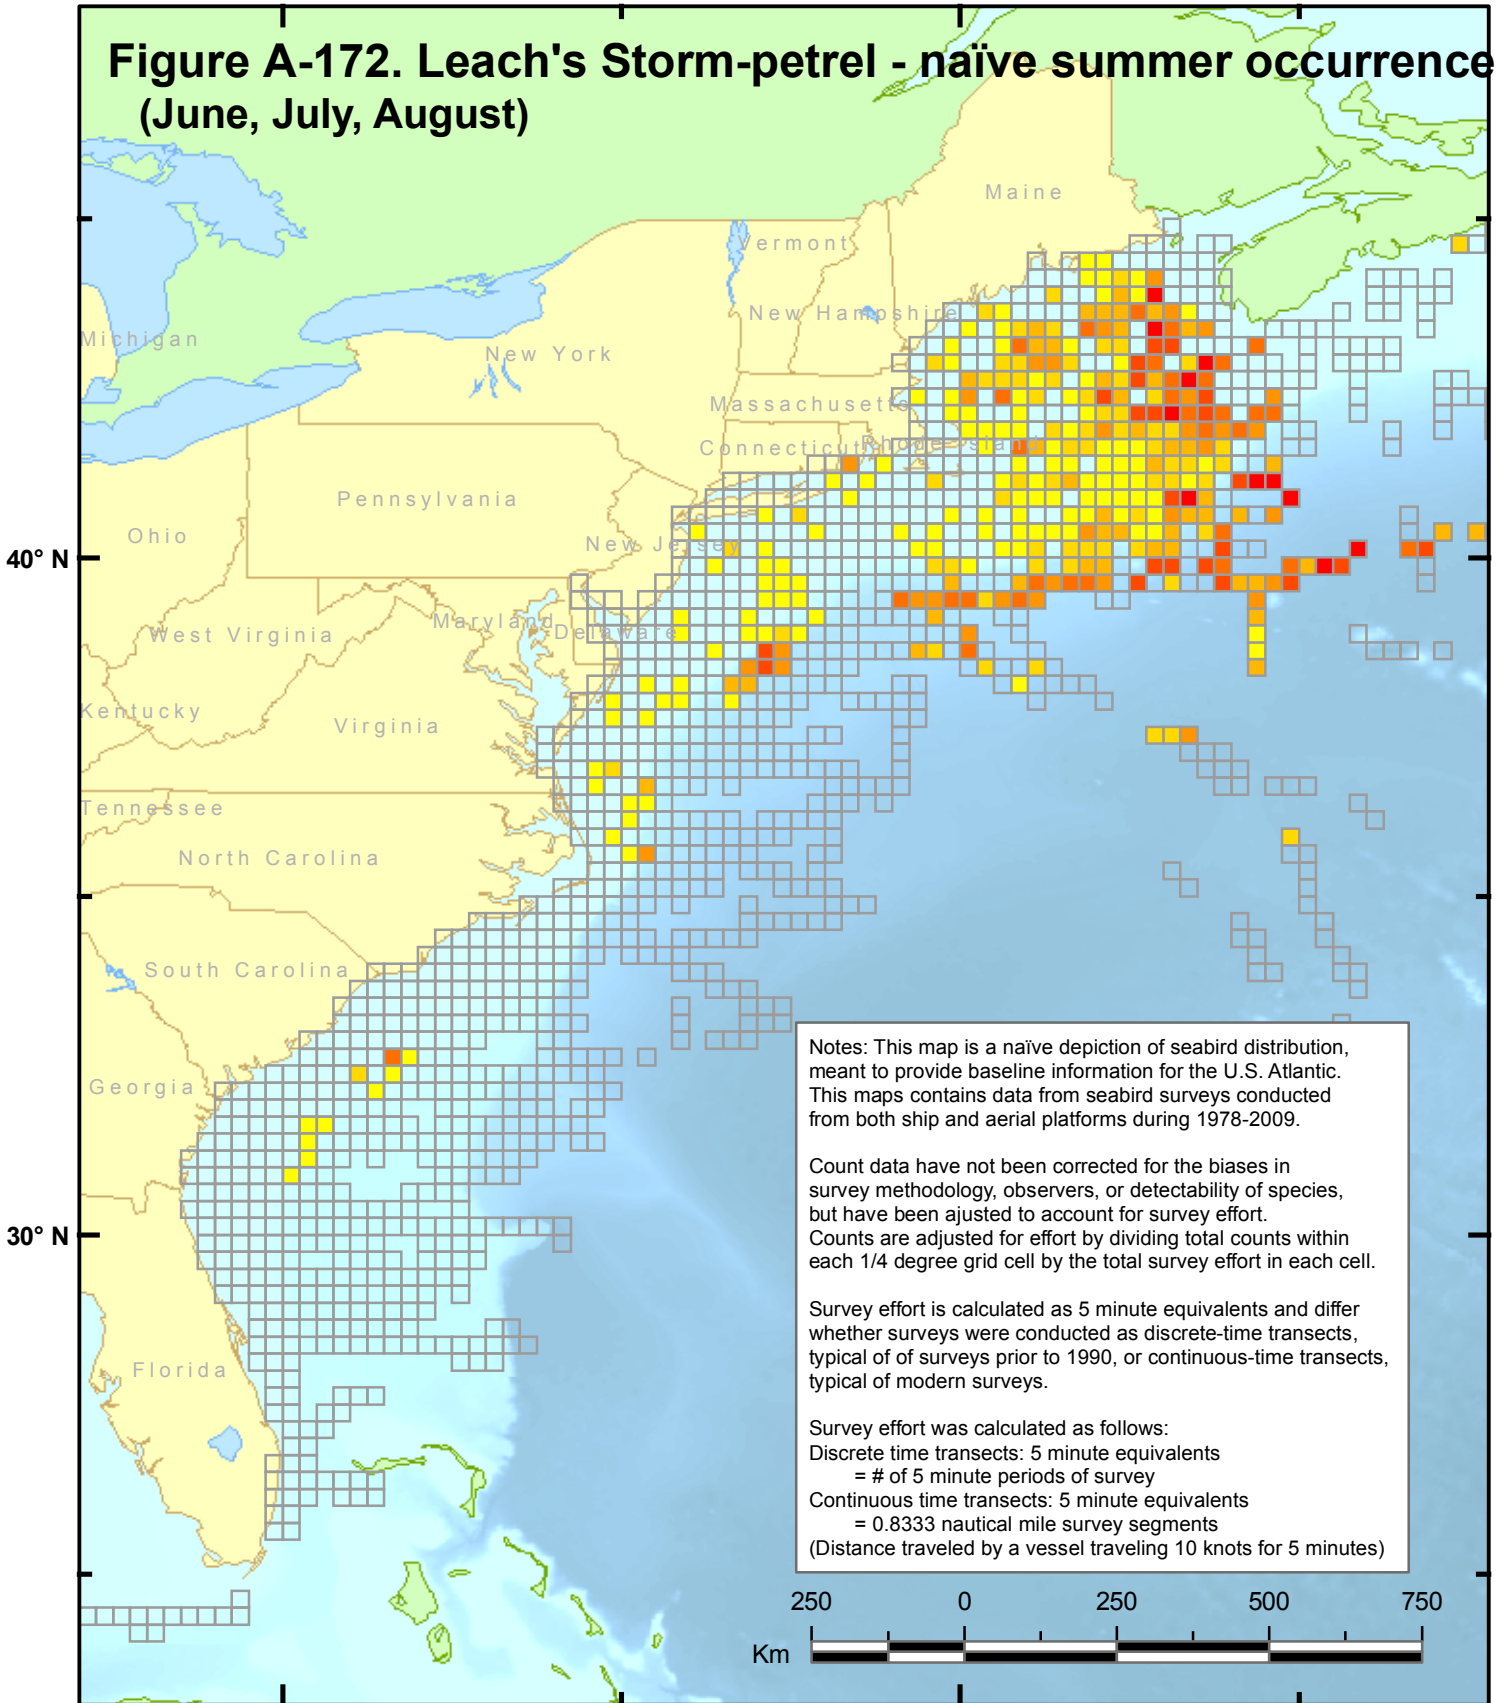 Figure A-172. Leach's Storm-petrel - naïve summer occurrence
(June, July, August)
Maine
Vermont
New Hampshire
Michigan
New York
Massachusetts
Connecticut
Rhode Island
Pennsylvania
Ohio
New Jersey
40° N
West Virginia
Maryland
Delaware
Kentucky
Virginia
Tennessee
North Carolina
South Carolina
Georgia
30° N
Florida
Notes: This map is a naïve depiction of seabird distribution,
meant to provide baseline information for the U.S. Atlantic.
This maps contains data from seabird surveys conducted
from both ship and aerial platforms during 1978-2009.
Count data have not been corrected for the biases in
survey methodology, observers, or detectability of species,
but have been ajusted to account for survey effort.
Counts are adjusted for effort by dividing total counts within
each 1/4 degree grid cell by the total survey effort in each cell.
Survey effort is calculated as 5 minute equivalents and differ
whether surveys were conducted as discrete-time transects,
typical of of surveys prior to 1990, or continuous-time transects,
typical of modern surveys.
Survey effort was calculated as follows:
Discrete time transects: 5 minute equivalents
= # of 5 minute periods of survey
Continuous time transects: 5 minute equivalents
= 0.8333 nautical mile survey segments
(Distance traveled by a vessel traveling 10 knots for 5 minutes)
250 0 250 500 750
Km